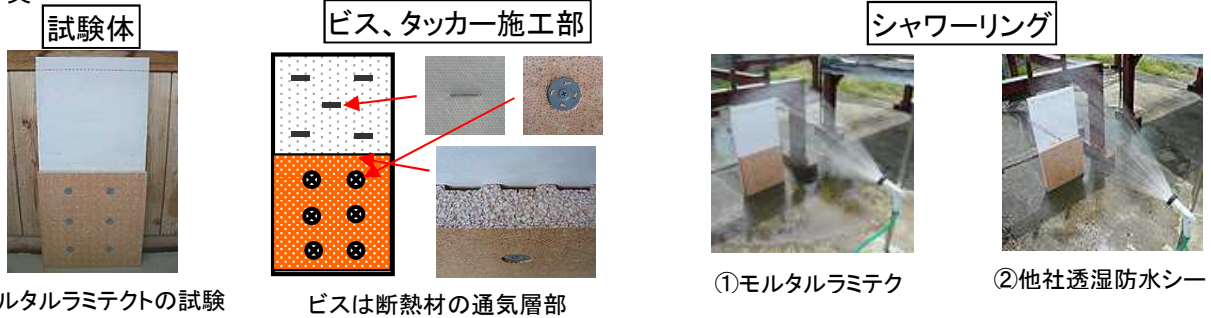 試験体
ビス、タッカー施工部
シャワーリング
ルタルラミテクトの試験
ビスは断熱材の通気層部
①モルタルラミテク
②他社透湿防水シー